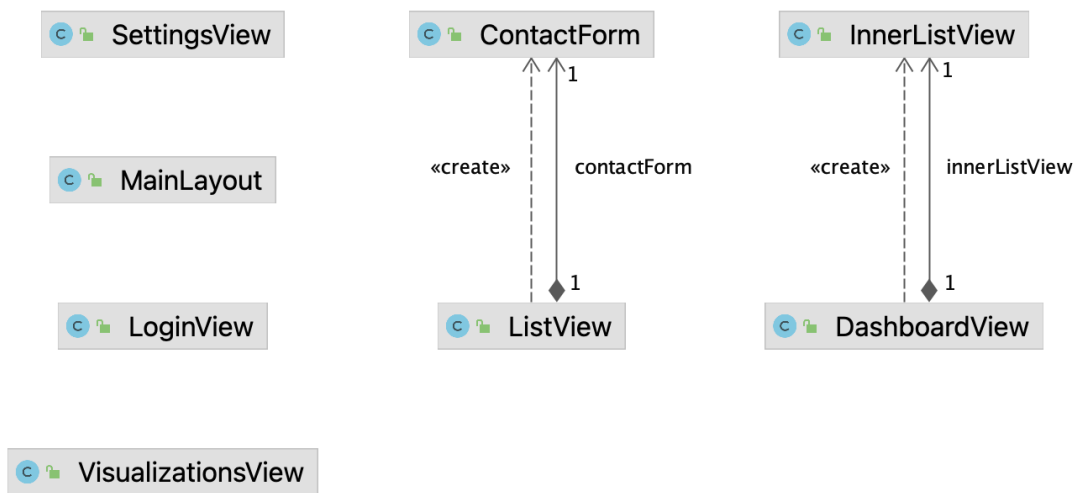 C SettingsView
C ContactForm
C InnerListView
1
1
«create»
contactForm
«create»
innerListView
C MainLayout
1
1
C LoginView
C ListView
C DashboardView
C VisualizationsView